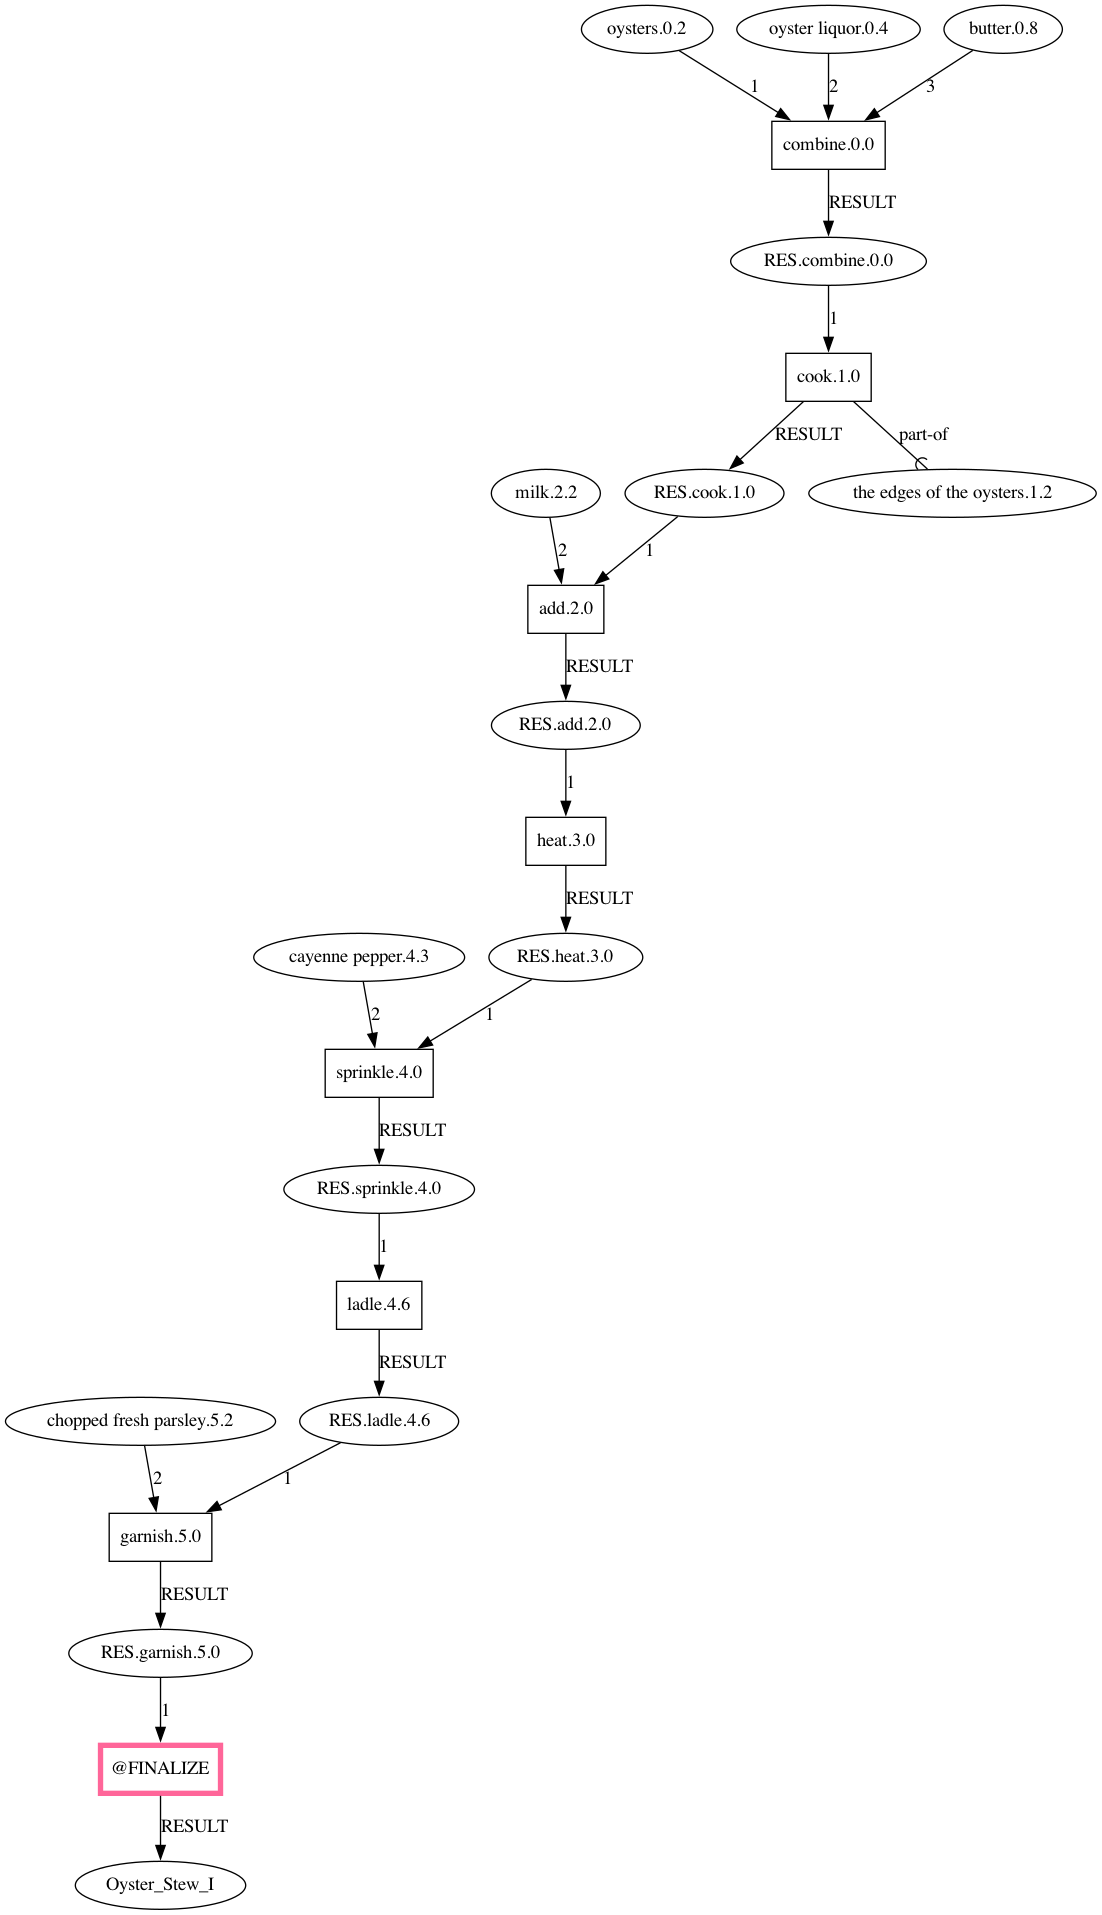 oysters.0.2
oyster liquor.0.4
butter.0.8
1
2
3
combine.0.0
RESULT
RES.combine.0.0
1
cook.1.0
RESULT
part-of
milk.2.2
RES.cook.1.0
the edges of the oysters.1.2
2
1
add.2.0
RESULT
RES.add.2.0
1
heat.3.0
RESULT
cayenne pepper.4.3
RES.heat.3.0
2
1
sprinkle.4.0
RESULT
RES.sprinkle.4.0
1
ladle.4.6
RESULT
chopped fresh parsley.5.2
RES.ladle.4.6
2
1
garnish.5.0
RESULT
RES.garnish.5.0
1
@FINALIZE
RESULT
Oyster_Stew_I